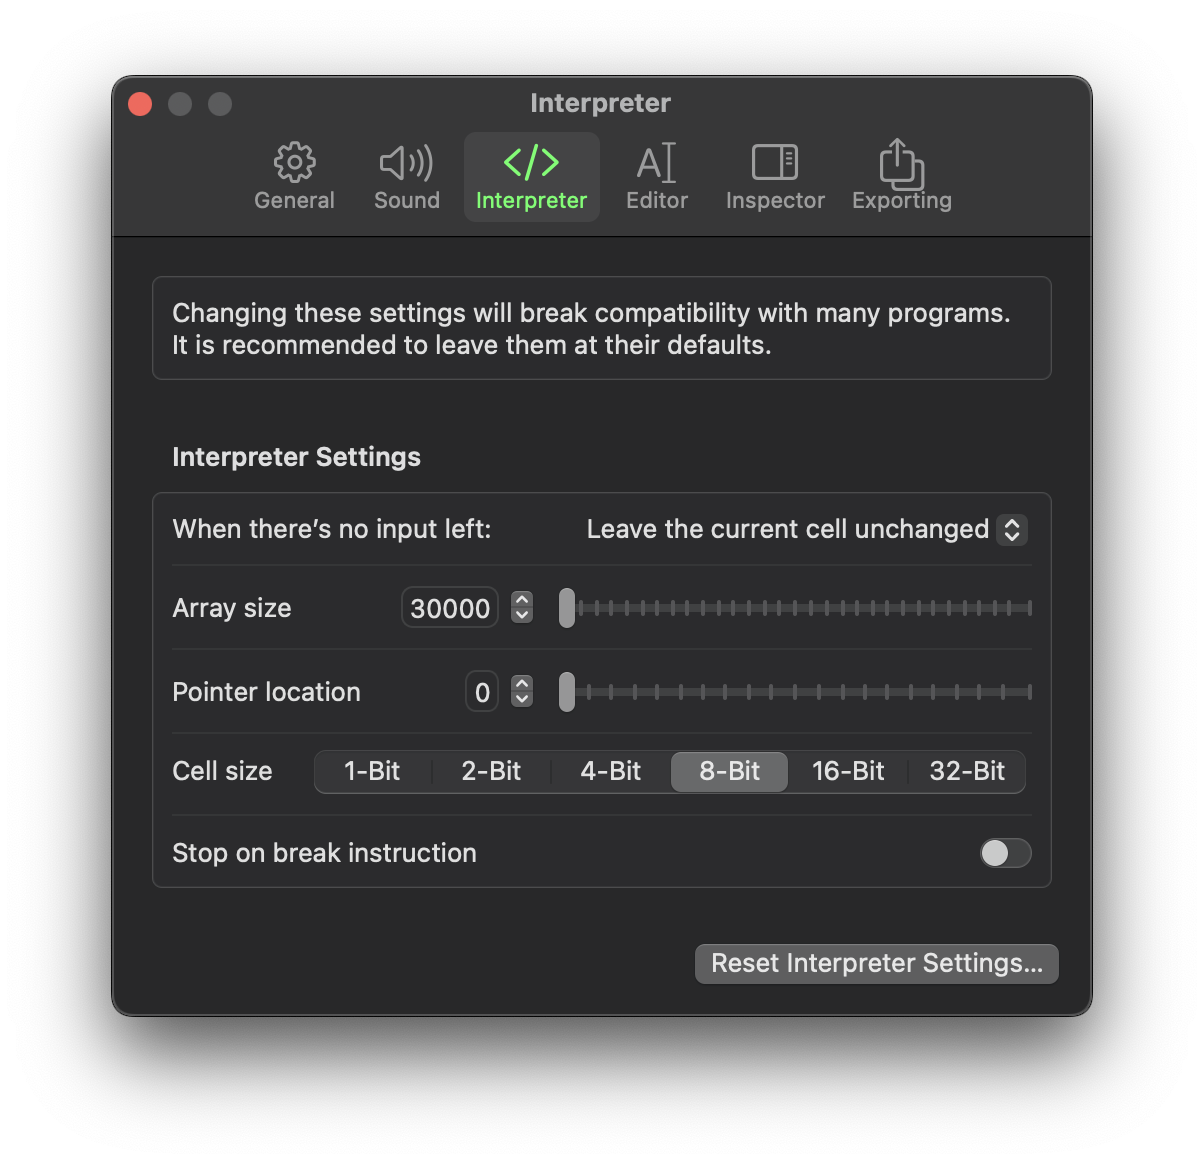 Interpreter
General
Sound
Interpreter
Editor
Inspector
Exporting
Changing these settings will break compatibility with many programs.
It is recommended to leave them at their defaults.
Interpreter Settings
When there’s no input left: Leave the current cell unchanged
Array size 30000
Pointer location 0
Cell size 1-Bit 2-Bit 4-Bit 8-Bit 16-Bit 32-Bit
Stop on break instruction
Reset Interpreter Settings...